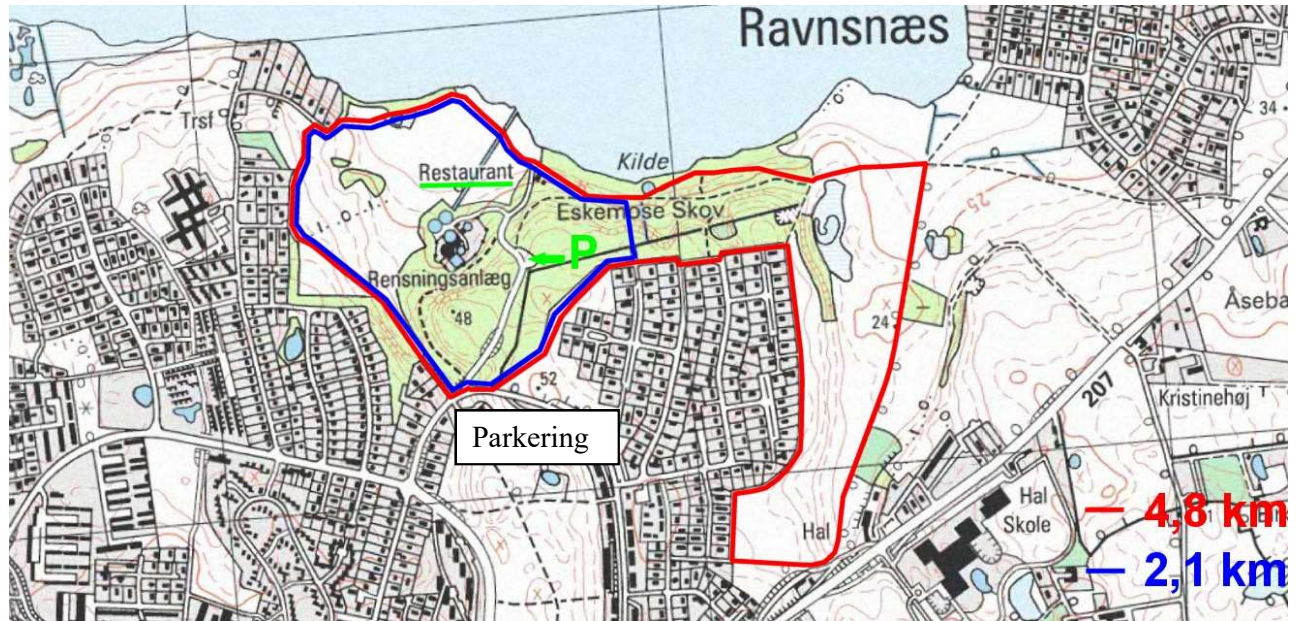 Ravnsnæs
Trsf
34
Kilde
Restaurant
Eskemose Skov
25
P
Rensningsanlæg
48
24
Åseba
52
207
Kristinehøj
T
Parkering
Hal
Skole
Hal
4,8 km
2,1 km